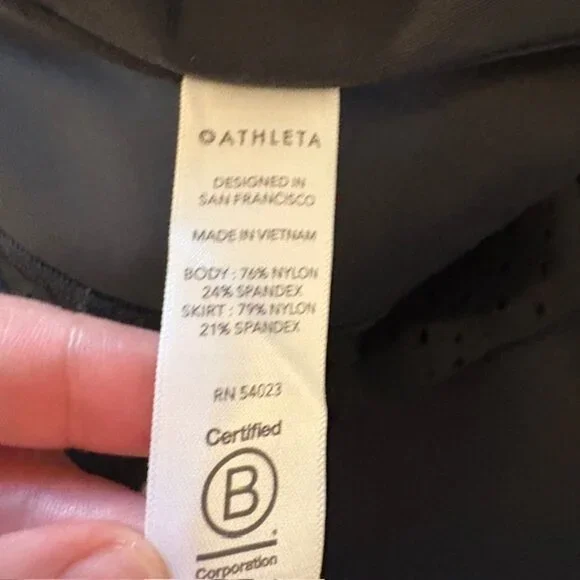 ATHLETA
DESIGNED IN
SAN FRANCISCO
MADE IN VIETNAM
BODY : 76% NYLON
24% SPANDEX
SKIRT : 79% NYLON
21% SPANDEX
RN 54023
Certified
B
Corporation